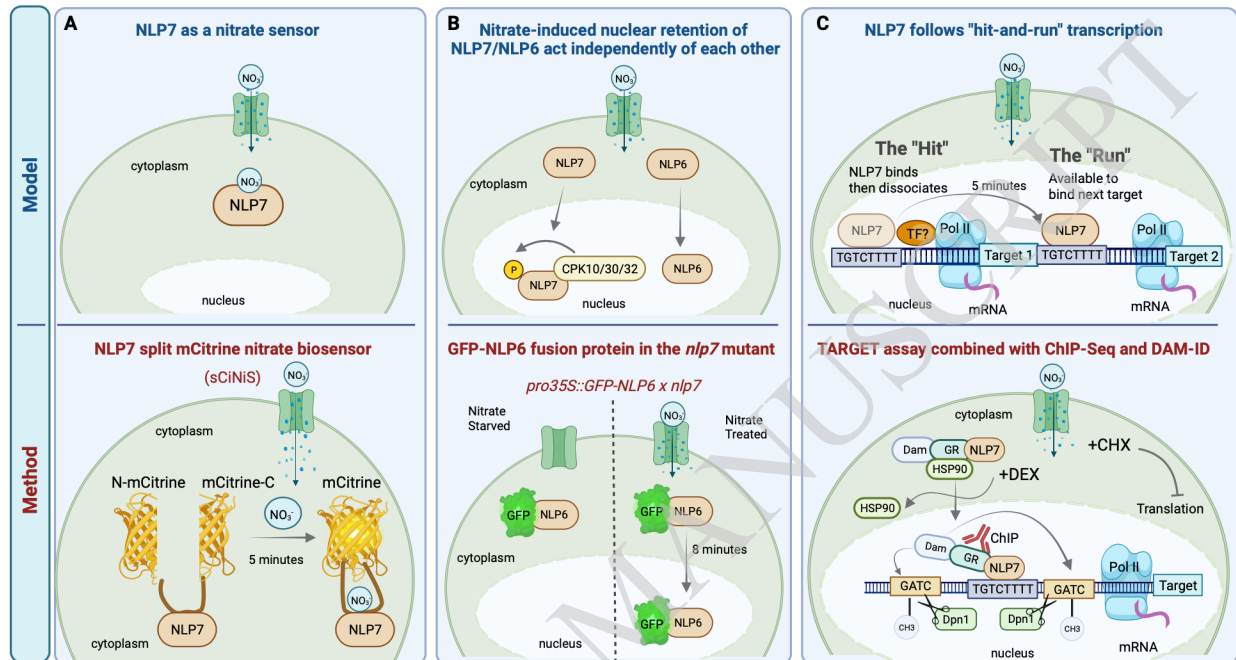 Model
Method
A
NLP7 as a nitrate sensor
NO₃⁻
cytoplasm
NO₃⁻
NLP7
nucleus
NLP7 split mCitrine nitrate biosensor
(sCiNiS)
NO₃⁻
cytoplasm
N-mCitrine
mCitrine-C
mCitrine
NO₃⁻
5 minutes
NO₃⁻
NLP7
NLP7
cytoplasm
B
Nitrate-induced nuclear retention of
NLP7/NLP6 act independently of each other
NO₃⁻
NLP7
NLP6
cytoplasm
P
CPK10/30/32
NLP7
NLP6
nucleus
GFP-NLP6 fusion protein in the nlp7 mutant
pro35S::GFP-NLP6 x nlp7
Nitrate
Starved
NO₃⁻
Nitrate
Treated
GFP
NLP6
GFP
NLP6
cytoplasm
8 minutes
GFP
NLP6
nucleus
C
NLP7 follows "hit-and-run" transcription
NO₃⁻
cytoplasm
The "Hit"
NLP7 binds
then dissociates
5 minutes
The "Run"
Available to
bind next target
NLP7
TF?
Pol II
NLP7
Pol II
TGTCTTTT
Target 1
TGTCTTTT
Target 2
nucleus
mRNA
mRNA
TARGET assay combined with ChIP-Seq and DAM-ID
NO₃⁻
cytoplasm
Dam
GR
NLP7
HSP90
+DEX
+CHX
HSP90
Translation
Dam
GR
NLP7
ChIP
Pol II
GATC
TGTCTTTT
GATC
Target
CH3
Dpn1
Dpn1
CH3
mRNA
nucleus
MANUSCRIPT